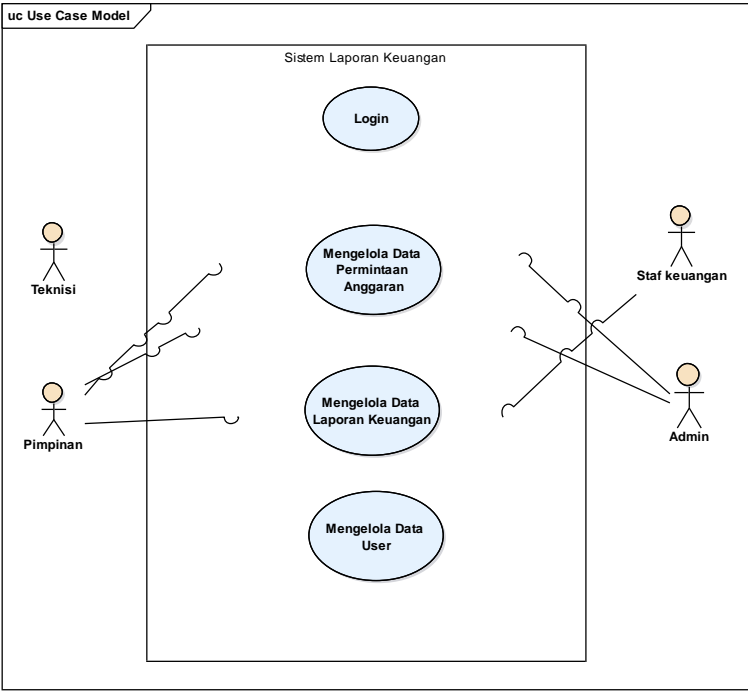 uc Use Case Model
Sistem Laporan Keuangan
Login
Teknisi
Mengelola Data
Permintaan
Anggaran
Staf keuangan
Pimpinan
Mengelola Data
Laporan Keuangan
Admin
Mengelola Data
User